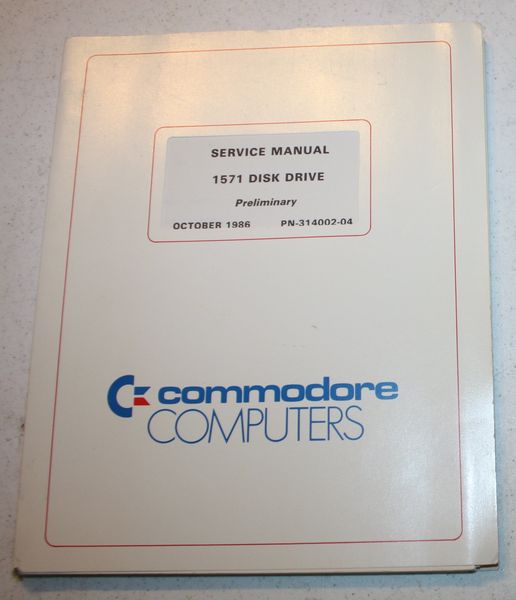 SERVICE MANUAL
1571 DISK DRIVE
Preliminary
OCTOBER 1986 PN-314002-04
commodore
COMPUTERS